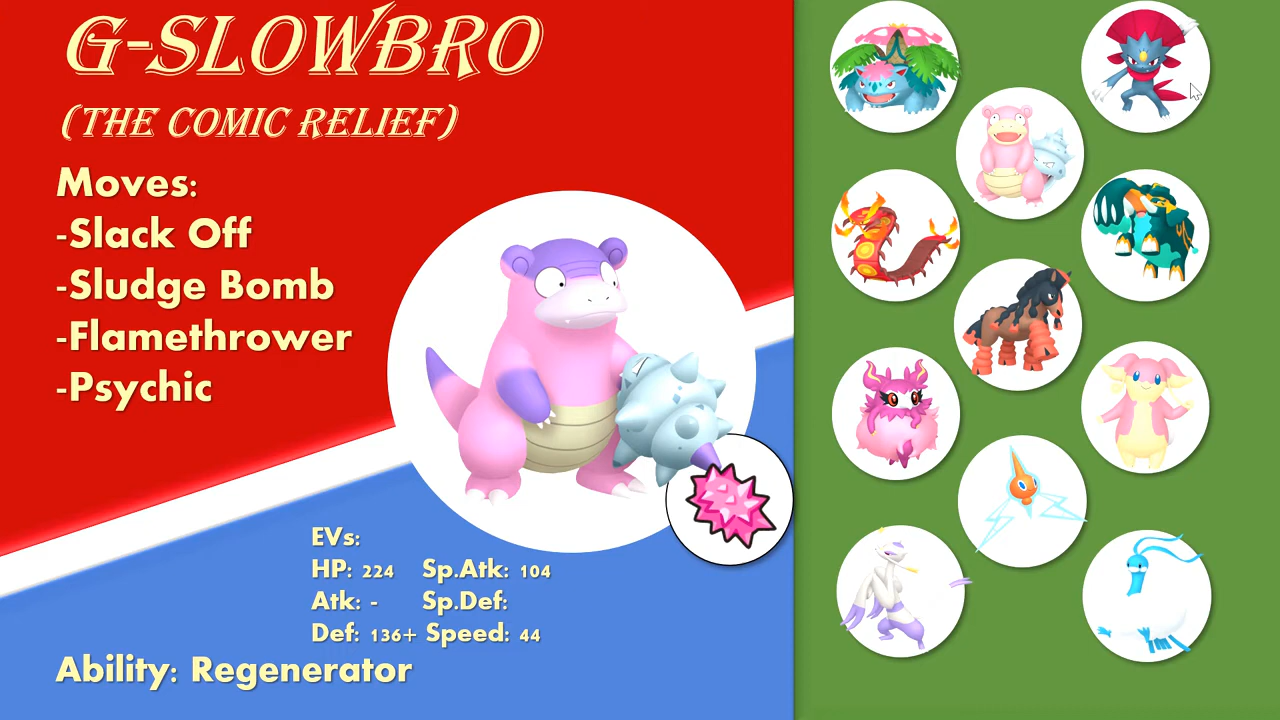 G-SLOWBRO
(THE COMIC RELIEF)
Moves:
-Slack Off
-Sludge Bomb
-Flamethrower
-Psychic
EVs:
HP: 224 Sp.Atk: 104
Atk: - Sp.Def:
Def: 136+ Speed: 44
Ability: Regenerator